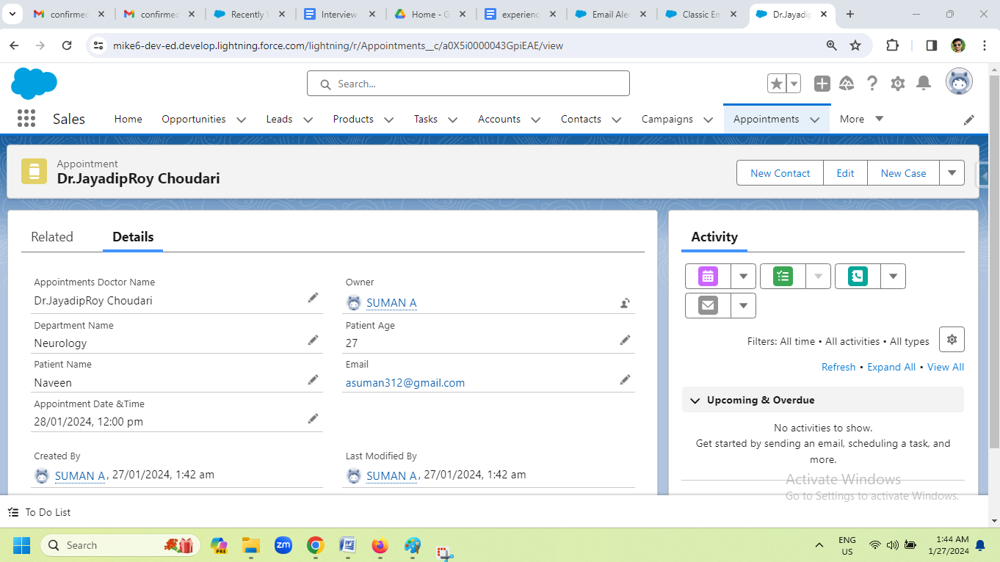 confirmed
confirmed
Recently
Interview
Home - G
experienc
Email Aler
Classic Em
Dr.Jayadip
mike6-dev-ed.develop.lightning.force.com/lightning/r/Appointments__c/a0X5i0000043GpiEAE/view
Search...
Sales
Home
Opportunities
Leads
Products
Tasks
Accounts
Contacts
Campaigns
Appointments
More
Appointment
Dr.JayadipRoy Choudari
New Contact
Edit
New Case
Related
Details
Appointments Doctor Name
Dr.JayadipRoy Choudari
Owner
SUMAN A
Department Name
Neurology
Patient Age
27
Patient Name
Naveen
Email
asuman312@gmail.com
Appointment Date &Time
28/01/2024, 12:00 pm
Created By
SUMAN A, 27/01/2024, 1:42 am
Last Modified By
SUMAN A, 27/01/2024, 1:42 am
Activity
Filters: All time • All activities • All types
Refresh • Expand All • View All
Upcoming & Overdue
No activities to show.
Get started by sending an email, scheduling a task, and
more.
Activate Windows
Go to Settings to activate Windows.
To Do List
Search
PRE
zm
W
ENG
US
1:44 AM
1/27/2024